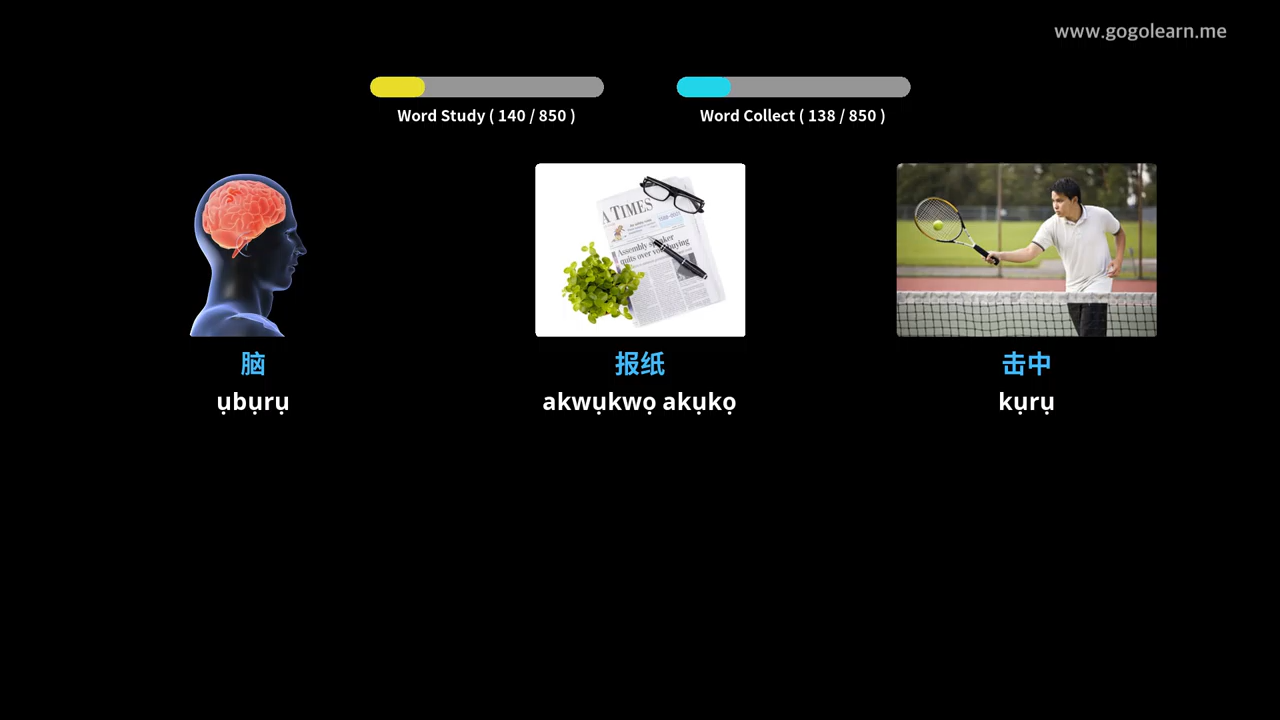 www.gogolearn.me
Word Study ( 140 / 850 )
Word Collect ( 138 / 850 )
A TIMES
脑
报纸
击中
ụbụrụ
akwụkwọ akụkọ
kụrụ